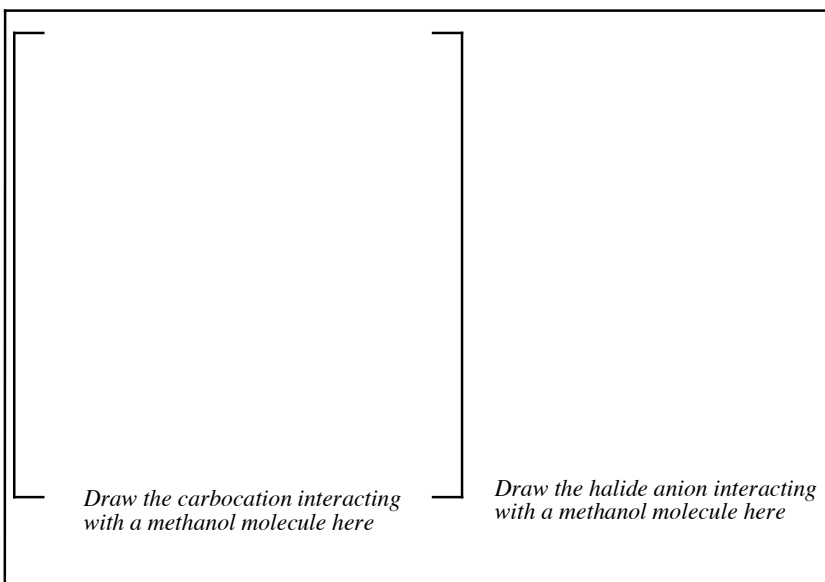 Draw the carbocation interacting
with a methanol molecule here
Draw the halide anion interacting
with a methanol molecule here